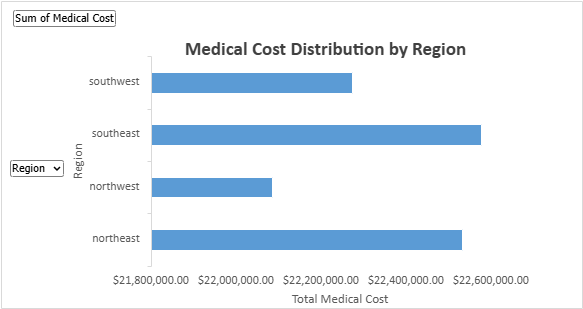 Sum of Medical Cost
Medical Cost Distribution by Region
southwest
southeast
northwest
northeast
Region
Region
$21,800,000.00 $22,000,000.00 $22,200,000.00 $22,400,000.00 $22,600,000.00
Total Medical Cost